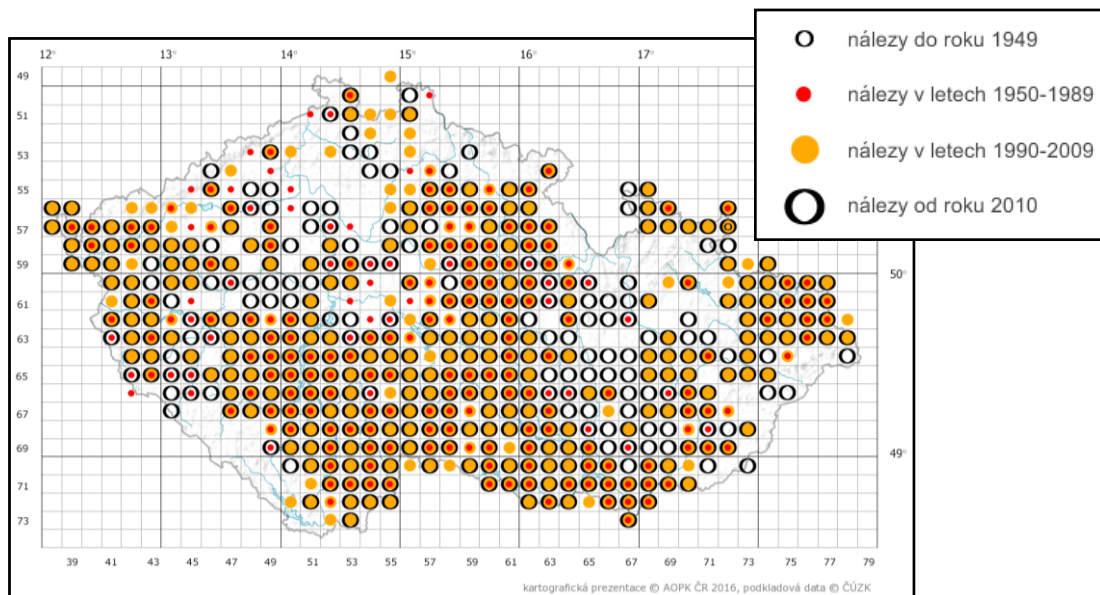 12° 13° 14° 15° 16° 17°
nálezy do roku 1949
nálezy v letech 1950-1989
nálezy v letech 1990-2009
nálezy od roku 2010
49
51
53
55
57
59 50°
61
63
65
67
69 49°
71
73
39 41 43 45 47 49 51 53 55 57 59 61 63 65 67 69 71 73 75 77 79
kartografická prezentace © AOPK ČR 2016, podkladová data © ČÚZK